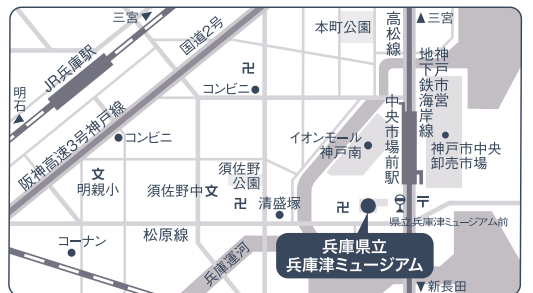 三宮
国道2号
本町公園
高松線
三宮
JR兵庫駅
神戸市営
地下鉄海岸線
明石
コンビニ
中央市場前駅
阪神高速3号神戸線
コンビニ
イオンモール
神戸南
神戸市中央
卸売市場
文
明親小
須佐野
公園
須佐野中文
清盛塚
県立兵庫津ミュージアム前
コーナン
松原線
兵庫運河
兵庫県立
兵庫津ミュージアム
新長田